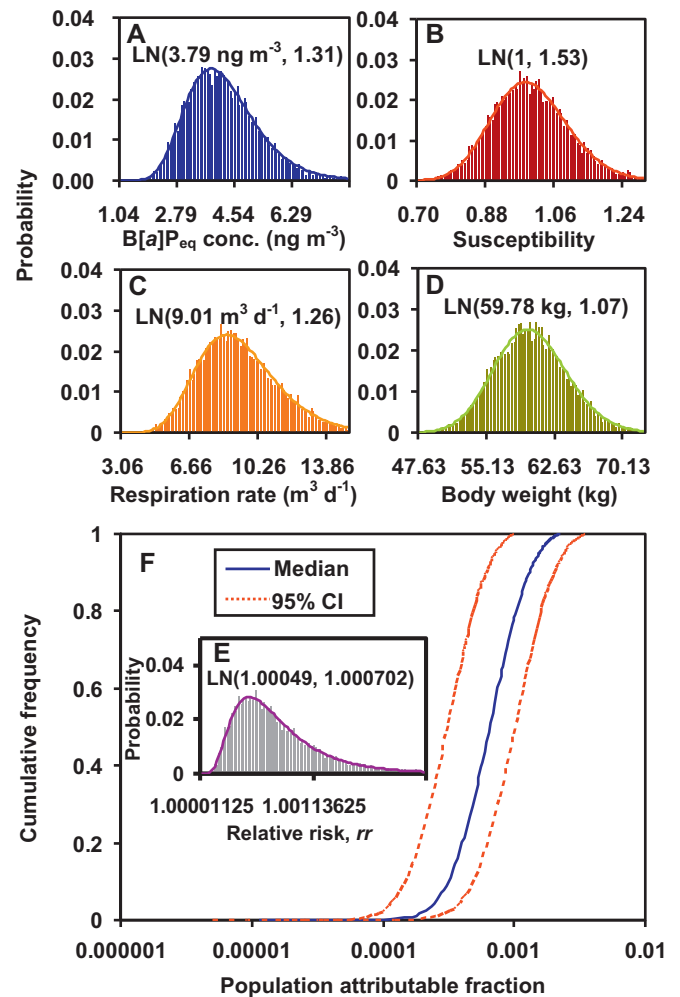 Probability
A
LN(3.79 ng m-3, 1.31)
0.04
0.03
0.02
0.01
0.00
1.04 2.79 4.54 6.29
B[a]Peq conc. (ng m-3)
B
LN(1, 1.53)
0.04
0.03
0.02
0.01
0
0.70 0.88 1.06 1.24
Susceptibility
C
LN(9.01 m3 d-1, 1.26)
0.04
0.03
0.02
0.01
0
3.06 6.66 10.26 13.86
Respiration rate (m3 d-1)
D
LN(59.78 kg, 1.07)
0.04
0.03
0.02
0.01
0
47.63 55.13 62.63 70.13
Body weight (kg)
F
Median
95% CI
E
LN(1.00049, 1.000702)
Probability
0.04
0.02
0
1.00001125 1.00113625
Relative risk, rr
Cumulative frequency
1
0.8
0.6
0.4
0.2
0
0.000001 0.00001 0.0001 0.001 0.01
Population attributable fraction